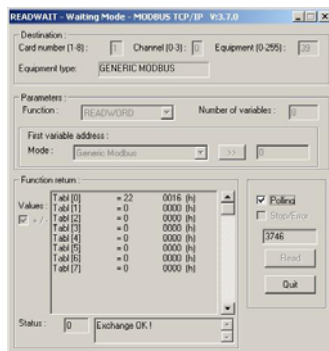 READWAIT - Waiting Mode - MODBUS TCP/IP V:3.7.0
Destination :
Card number (1-8) : 1 Channel (0-3) : 0 Equipment (0-255) : 39
Equipment type: GENERIC MODBUS
Parameters :
Function : READWORD Number of variables : 8
First variable address :
Mode : Generic Modbus >> 0
Function return :
Values :
+ / -
Tabl [0] = 22 0016 (h)
Tabl [1] = 0 0000 (h)
Tabl [2] = 0 0000 (h)
Tabl [3] = 0 0000 (h)
Tabl [4] = 0 0000 (h)
Tabl [5] = 0 0000 (h)
Tabl [6] = 0 0000 (h)
Tabl [7] = 0 0000 (h)
Status : 0 Exchange OK !
Polling
Stop/Error
3746
Read
Quit